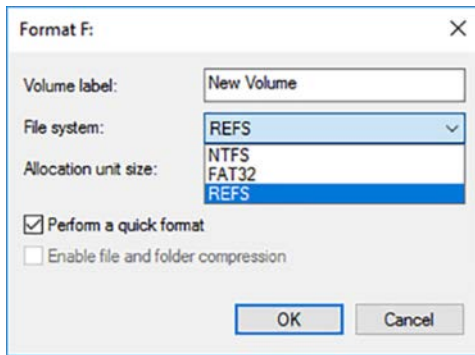 Format F:
Volume label: New Volume
File system: REFS
NTFS
FAT32
Allocation unit size:
REFS
Perform a quick format
Enable file and folder compression
OK Cancel